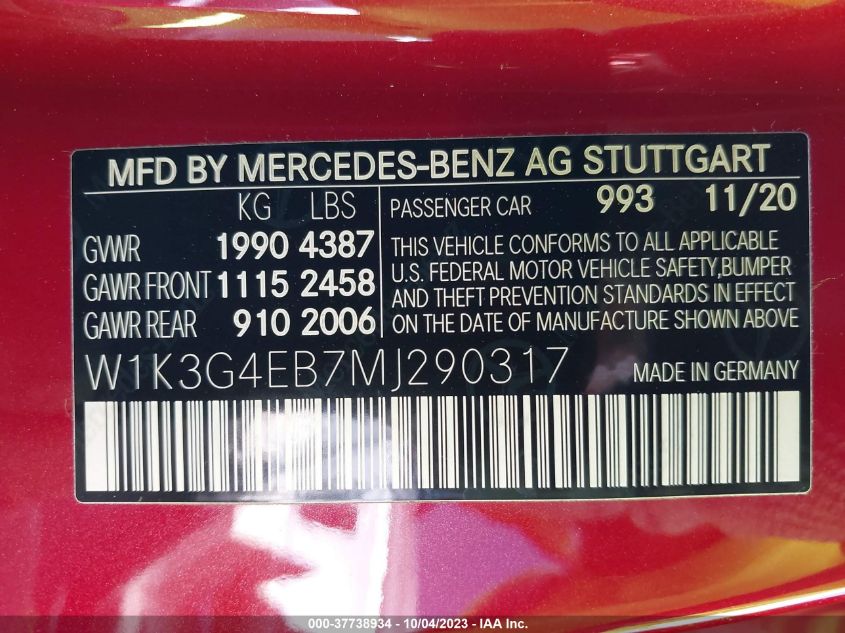 MFD BY MERCEDES-BENZ AG STUTTGART
KG LBS
GVWR 1990 4387
GAWR FRONT 1115 2458
GAWR REAR 910 2006
PASSENGER CAR 993 11/20
THIS VEHICLE CONFORMS TO ALL APPLICABLE
U.S. FEDERAL MOTOR VEHICLE SAFETY,BUMPER
AND THEFT PREVENTION STANDARDS IN EFFECT
ON THE DATE OF MANUFACTURE SHOWN ABOVE
W1K3G4EB7MJ290317 MADE IN GERMANY
000-37738934 - 10/04/2023 - IAA Inc.